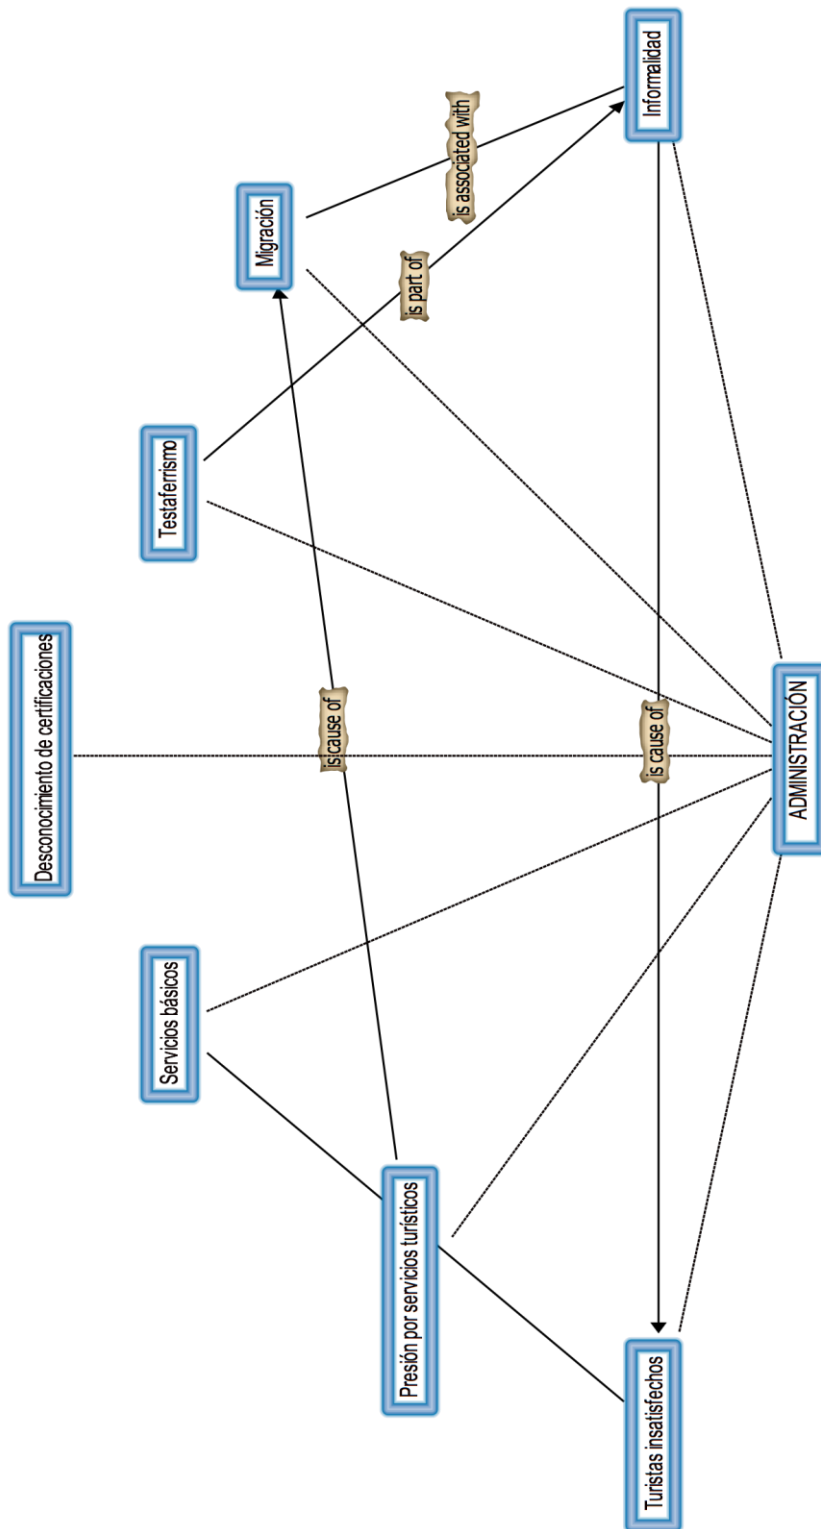 Desconocimiento de certificaciones
Servicios básicos
Testaferrismo
Migración
is cause of
Presión por servicios turísticos
is part of
is associated with
Turistas insatisfechos
is cause of
Informalidad
ADMINISTRACIÓN